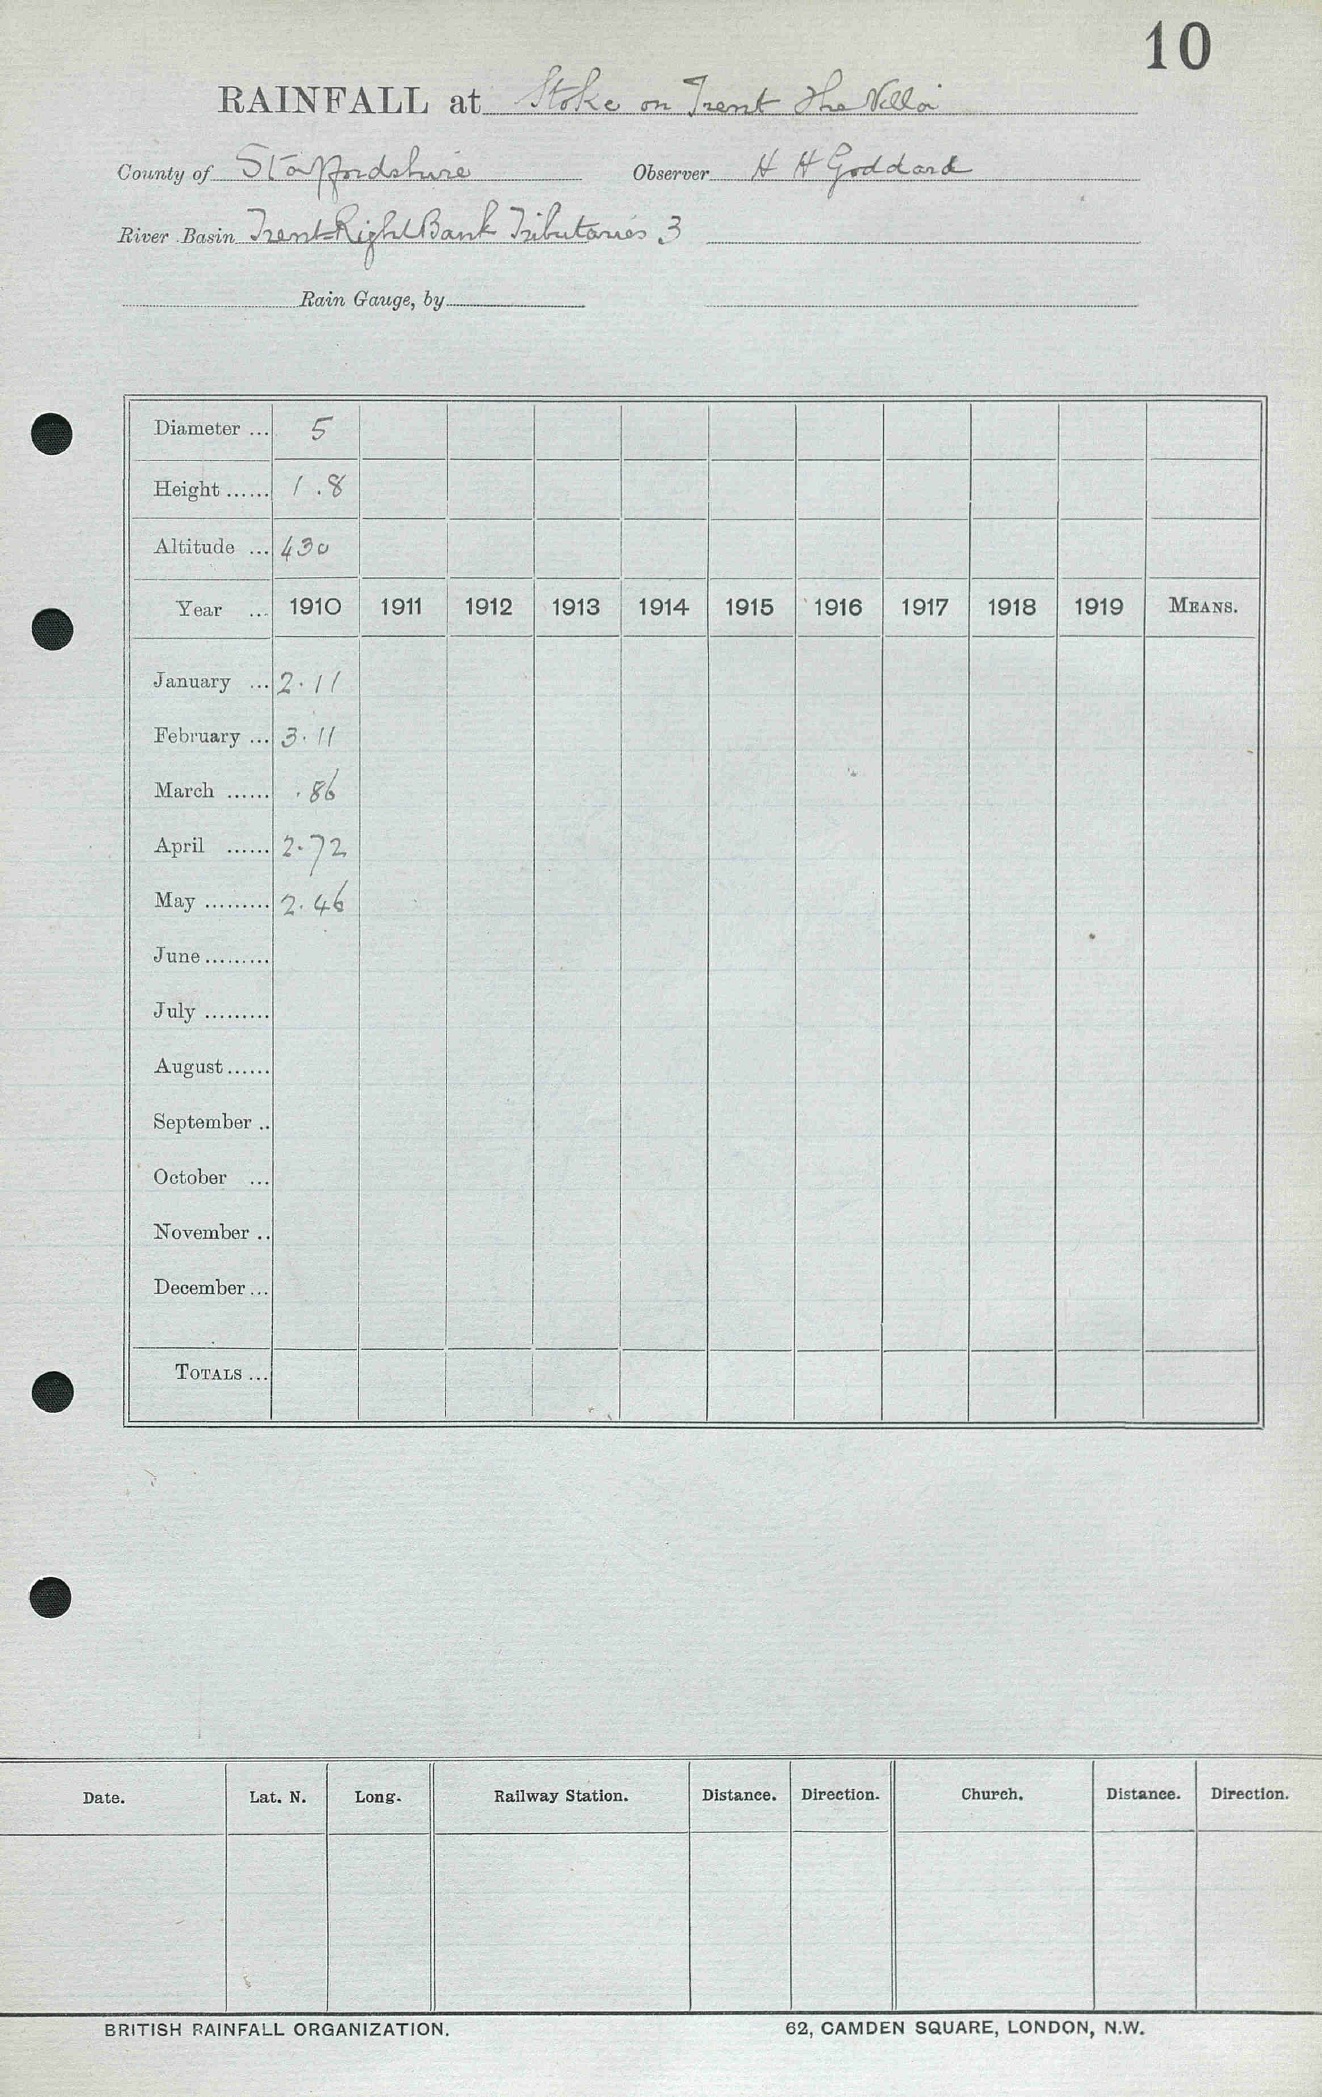 10
RAINFALL at Stoke on Trent The Villa
County of Staffordshire Observer H H Goddard
River Basin Trent=Right Bank Tributaries 3
Rain Gauge, by
Diameter ... 5
Height ...... 1 .8
Altitude ... 430
Year ... 1910 1911 1912 1913 1914 1915 1916 1917 1918 1919 MEANS.
January ... 2.11
February ... 3.11
March ...... .86
April ...... 2.72
May ......... 2.46
June .........
July .........
August ......
September ..
October ...
November ..
December ...
TOTALS ...
Date. Lat. N. Long. Railway Station. Distance. Direction. Church. Distance. Direction.
BRITISH RAINFALL ORGANIZATION. 62, CAMDEN SQUARE, LONDON, N.W.